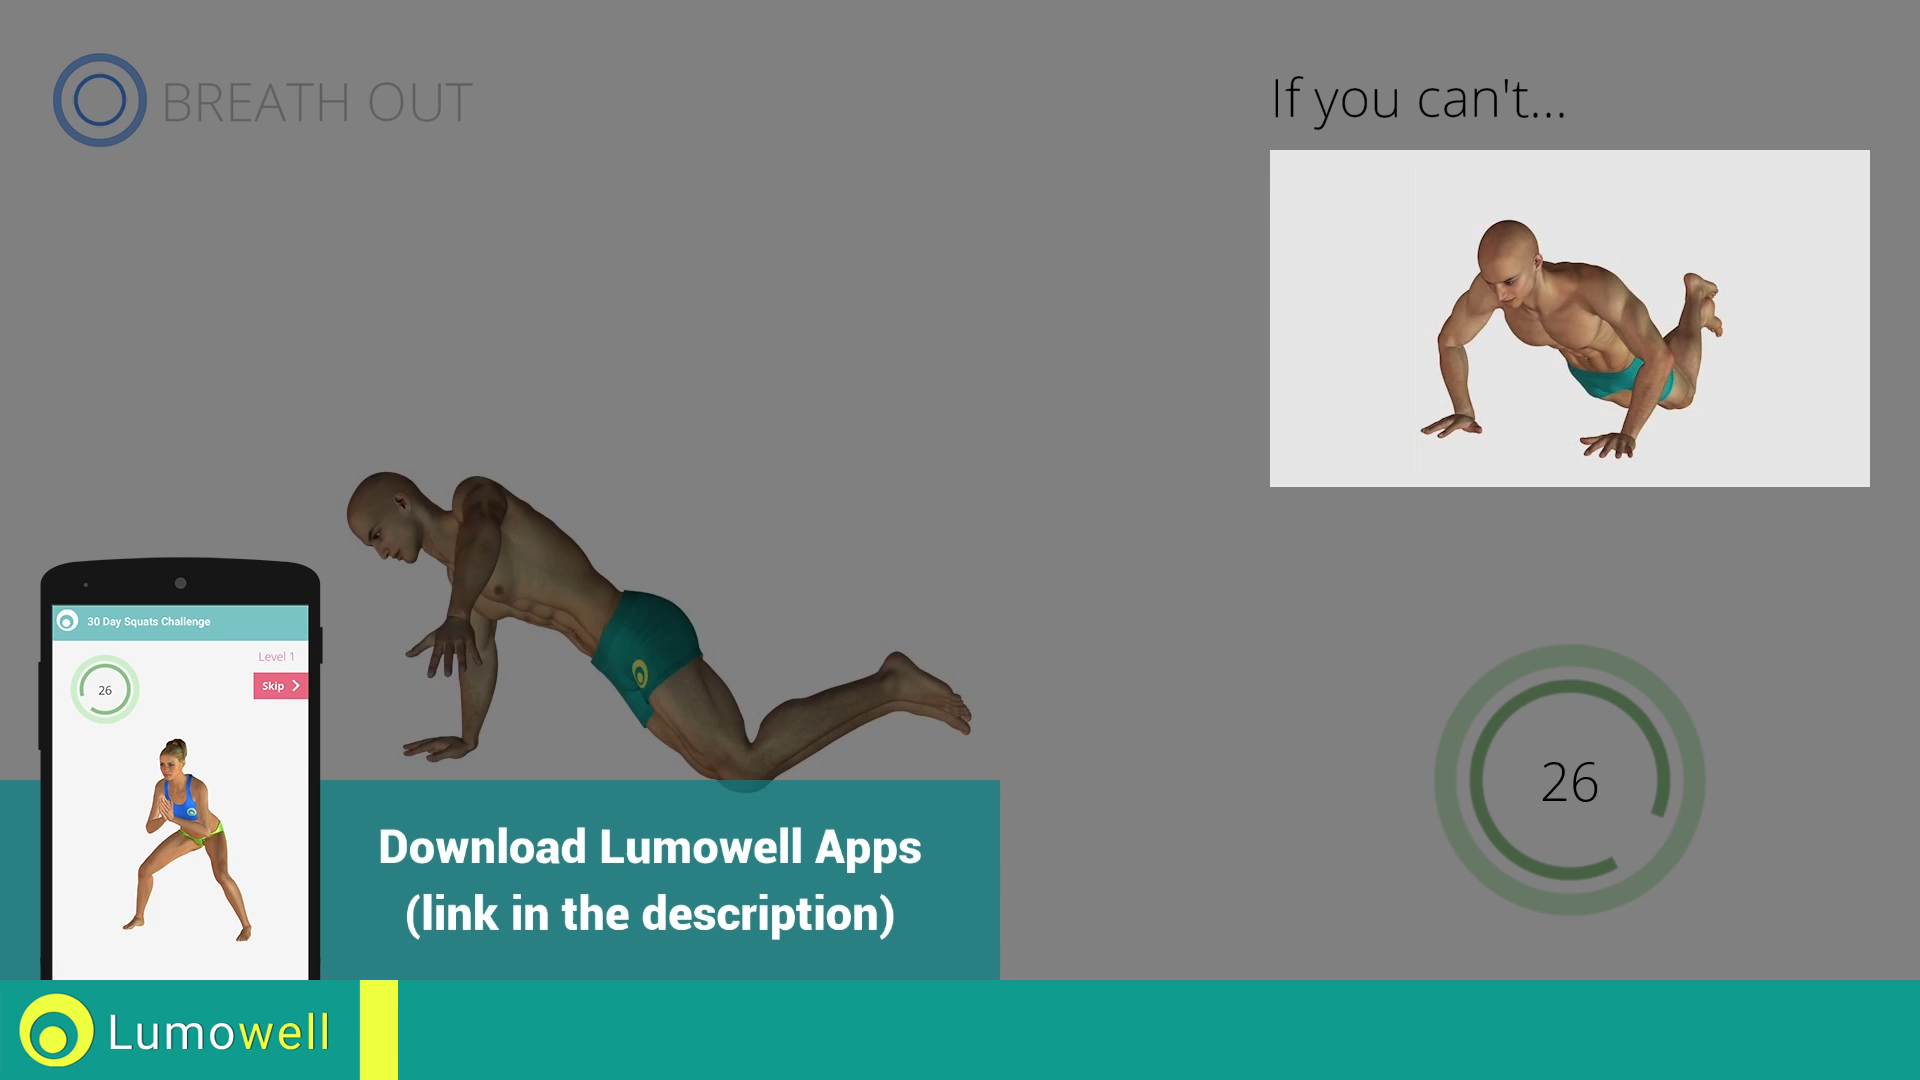 BREATH OUT
If you can't...
30 Day Squats Challenge
Level 1
26
Skip
26
Download Lumowell Apps
(link in the description)
Lumowell